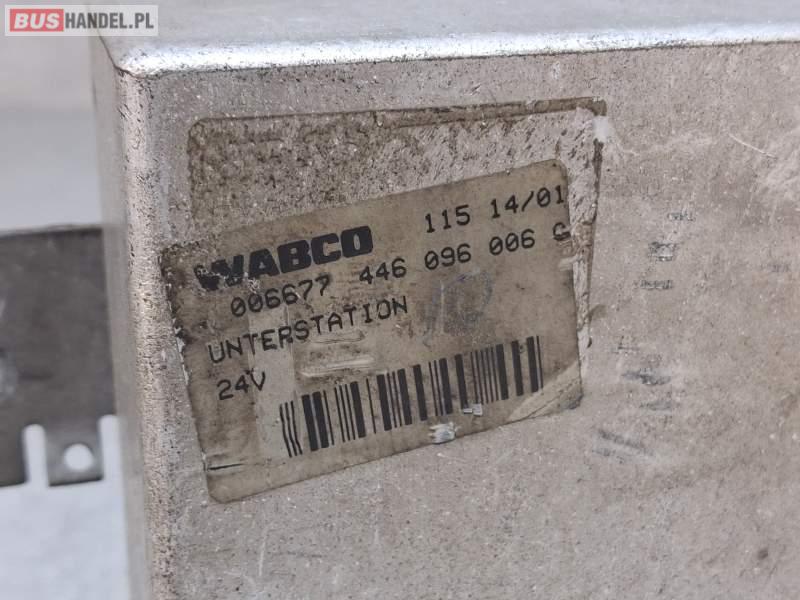 BUSHANDEL.PL
WABCO 115 14/01
006677 446 096 006
UNTERSTATION
24V